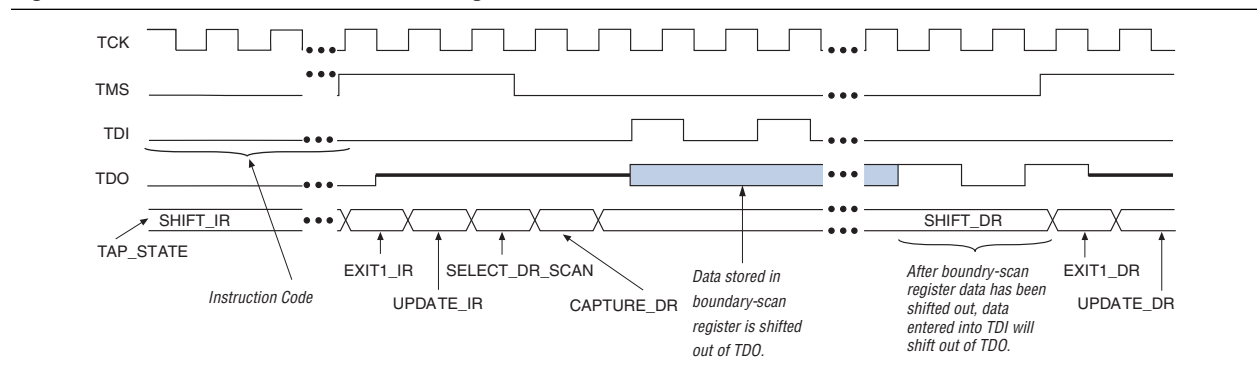 TCK
TMS
TDI
TDO
SHIFT_IR
SHIFT_DR
TAP_STATE
EXIT1_IR
SELECT_DR_SCAN
EXIT1_DR
Instruction Code
UPDATE_IR
CAPTURE_DR
UPDATE_DR
Data stored in
boundary-scan
register is shifted
out of TDO.
After boundry-scan
register data has been
shifted out, data
entered into TDI will
shift out of TDO.